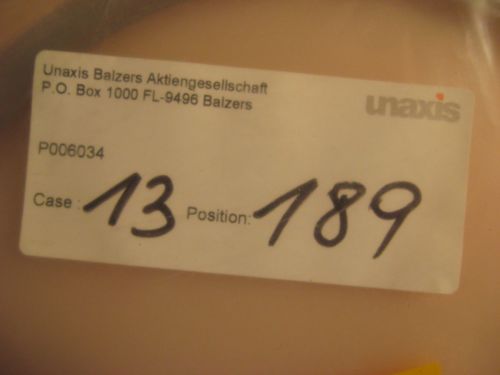 Unaxis Balzers Aktiengesellschaft
P.O. Box 1000 FL-9496 Balzers
unaxis
P006034
Case : 13 Position: 189